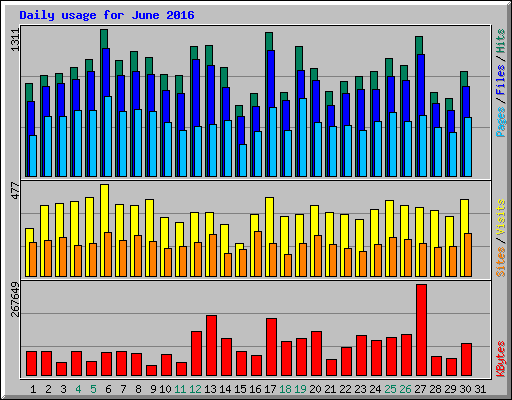 Daily usage for June 2016
1311
Pages / Files / Hits
477
Sites / Visits
267649
KBytes
1 2 3 4 5 6 7 8 9 10 11 12 13 14 15 16 17 18 19 20 21 22 23 24 25 26 27 28 29 30 31